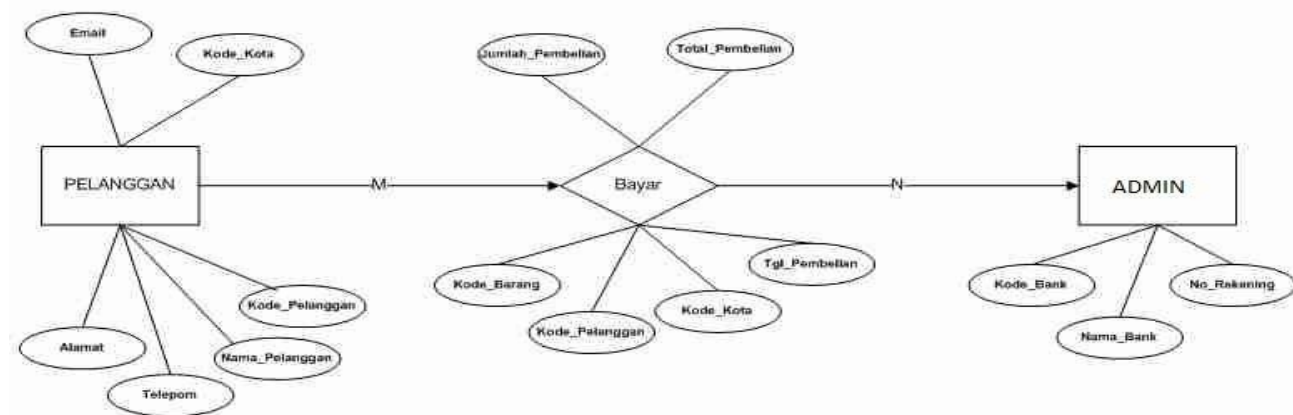 Email
Kode_Kota
Jumlah_Pembelian
Total_Pembelian
PELANGGAN
M
Bayar
N
ADMIN
Kode_Barang
Tgl_Pembelian
Kode_Pelanggan
Kode_Kota
Kode_Pelanggan
Kode_Bank
No_Rekening
Alamat
Nama_Pelanggan
Nama_Bank
Telepom